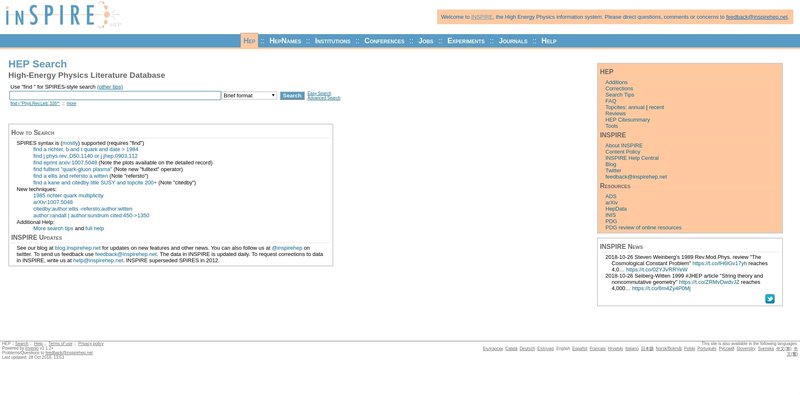 iNSPIRE HEP
Welcome to INSPIRE, the High Energy Physics information system. Please direct questions, comments or concerns to feedback@inspirehep.net.
HEP :: HEPNAMES :: INSTITUTIONS :: CONFERENCES :: JOBS :: EXPERIMENTS :: JOURNALS :: HELP
HEP Search
High-Energy Physics Literature Database
Use "find " for SPIRES-style search (other tips)
Brief format Search Easy Search
Advanced Search
find j "Phys.Rev.Lett.,105*" :: more
HOW TO SEARCH
SPIRES syntax is (mostly) supported (requires "find")
find a richter, b and t quark and date > 1984
find j phys.rev.,D50,1140 or j jhep,0903,112
find eprint arxiv:1007.5048 (Note the plots available on the detailed record)
find fulltext "quark-gluon plasma" (Note new "fulltext" operator)
find a ellis and refersto a witten (Note "refersto")
find a kane and citedby title SUSY and topcite 200+ (Note "citedby")
New techniques:
1985 richter quark multiplicity
arXiv:1007.5048
citedby:author:ellis -refersto:author:witten
author:randall | author:sundrum cited:450->1350
Additional Help:
More search tips and full help
INSPIRE UPDATES
See our blog at blog.inspirehep.net for updates on new features and other news. You can also follow us at @inspirehep on
twitter. To send us feedback use feedback@inspirehep.net. The data in INSPIRE is updated daily. To request corrections to data
in INSPIRE, write us at help@inspirehep.net. INSPIRE superseded SPIRES in 2012.
HEP
Additions
Corrections
Search Tips
FAQ
Topcites: annual | recent
Reviews
HEP Citesummary
Tools
INSPIRE
About INSPIRE
Content Policy
INSPIRE Help Central
Blog
Twitter
feedback@inspirehep.net
RESOURCES
ADS
arXiv
HepData
INIS
PDG
PDG review of online resources
INSPIRE NEWS
2018-10-26 Steven Weinberg's 1989 Rev.Mod.Phys. review "The
Cosmological Constant Problem" reaches
4,0…
2018-10-26 Seiberg-Witten 1999 #JHEP article "String theory and
noncommutative geometry" reaches
4,000…
HEP :: Search :: Help :: Terms of use :: Privacy policy
Powered by Invenio v1.1.2+
Problems/Questions to feedback@inspirehep.net
Last updated: 28 Oct 2018, 13:53
This site is also available in the following languages:
Български Català Deutsch Ελληνικά English Español Français Hrvatski Italiano 日本語 Norsk/Bokmål Polski Português Русский Slovensky Svenska 中文(简) 中
文(繁)